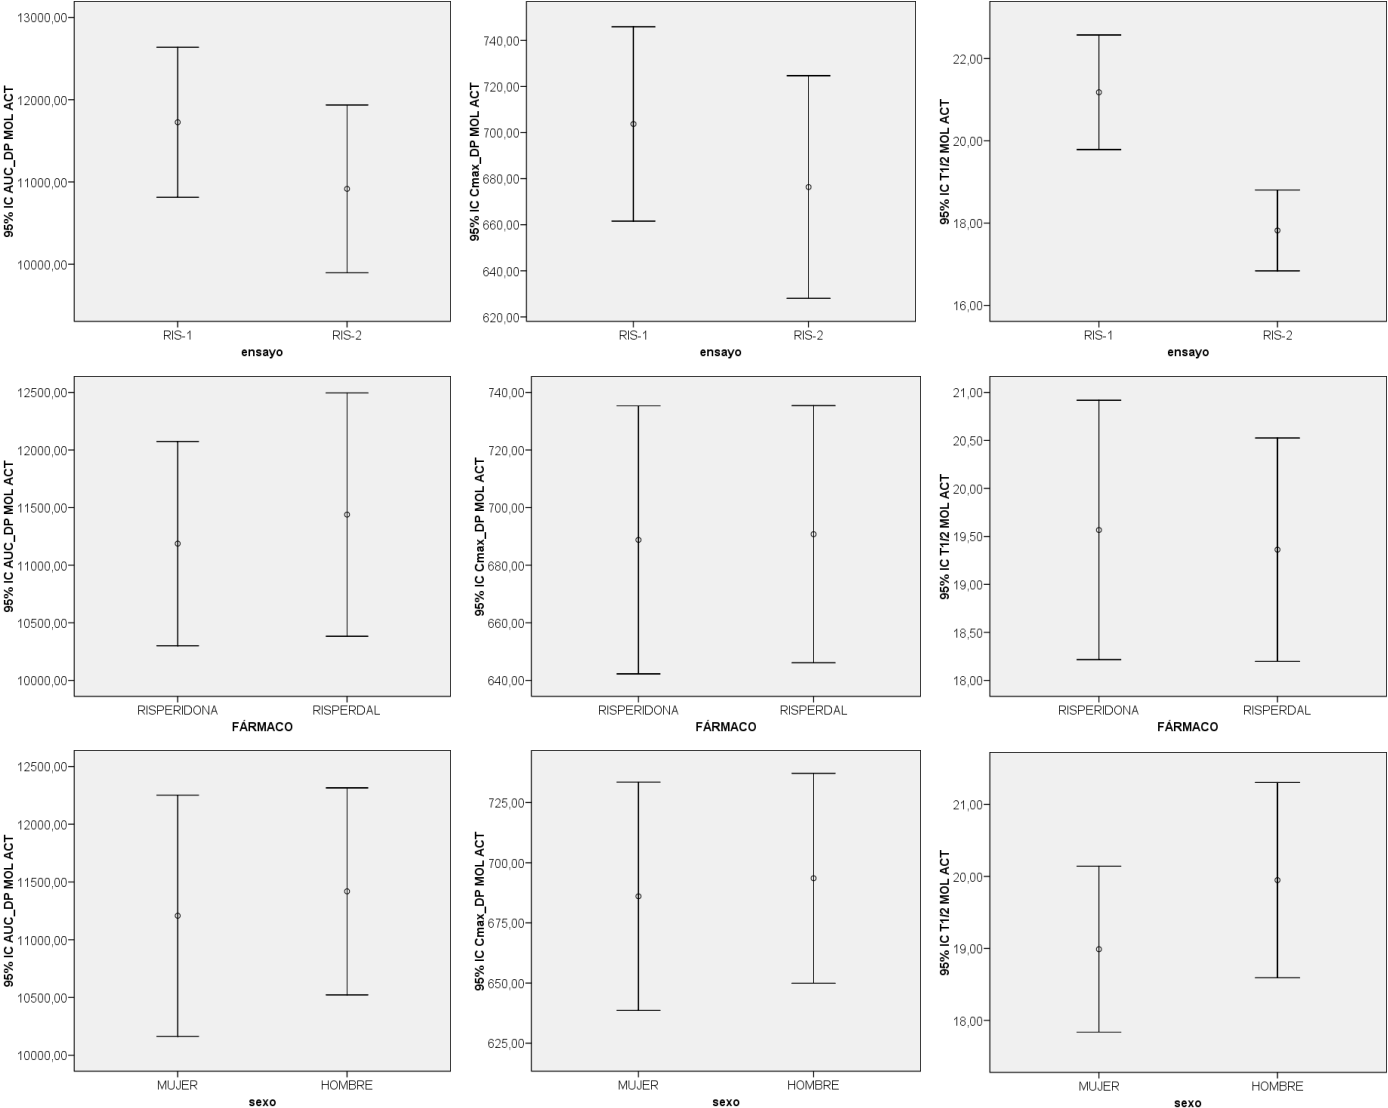 95% IC AUC_DP MOL ACT
13000,00
12000,00
11000,00
10000,00
RIS-1 RIS-2
ensayo
95% IC Cmax_DP MOL ACT
740,00
720,00
700,00
680,00
660,00
640,00
620,00
RIS-1 RIS-2
ensayo
95% IC T1/2 MOL ACT
22,00
20,00
18,00
16,00
RIS-1 RIS-2
ensayo
95% IC AUC_DP MOL ACT
12500,00
12000,00
11500,00
11000,00
10500,00
10000,00
RISPERIDONA RISPERDAL
FÁRMACO
95% IC Cmax_DP MOL ACT
740,00
720,00
700,00
680,00
660,00
640,00
RISPERIDONA RISPERDAL
FÁRMACO
95% IC T1/2 MOL ACT
21,00
20,50
20,00
19,50
19,00
18,50
18,00
RISPERIDONA RISPERDAL
FÁRMACO
95% IC AUC_DP MOL ACT
12500,00
12000,00
11500,00
11000,00
10500,00
10000,00
MUJER HOMBRE
sexo
95% IC Cmax_DP MOL ACT
725,00
700,00
675,00
650,00
625,00
MUJER HOMBRE
sexo
95% IC T1/2 MOL ACT
21,00
20,00
19,00
18,00
MUJER HOMBRE
sexo